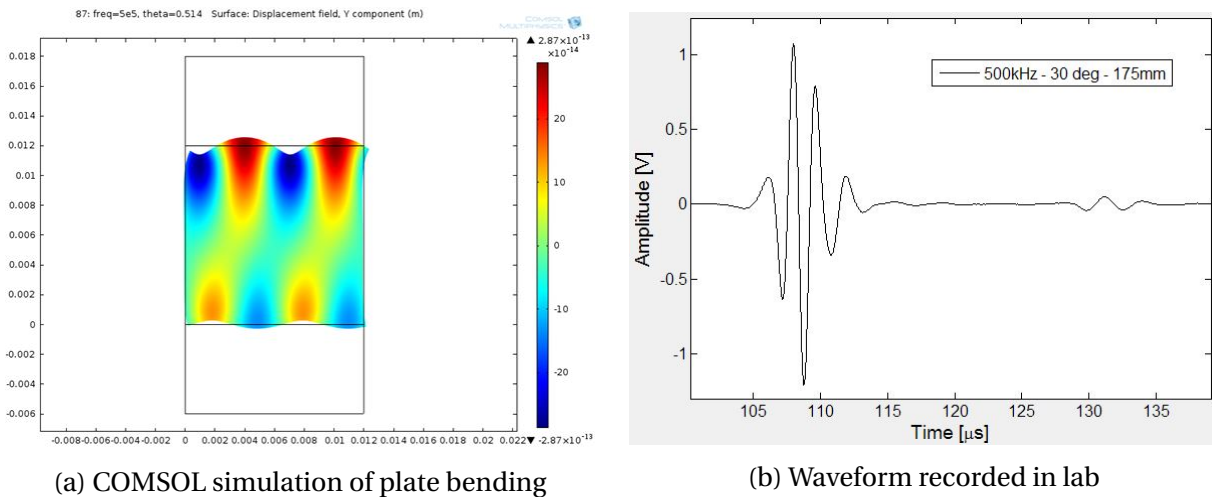 87: freq=5e5, theta=0.514 Surface: Displacement field, Y component (m)
COMSOL
MULTIPHYSICS
▲ 2.87×10⁻¹³
×10⁻¹⁴
0.018
0.016
0.014
0.012
0.01
0.008
0.006
0.004
0.002
0
-0.002
-0.004
-0.006
20
10
0
-10
-20
▼ -2.87×10⁻¹³
-0.008 -0.006 -0.004 -0.002 0 0.002 0.004 0.006 0.008 0.01 0.012 0.014 0.016 0.018 0.02 0.022
(a) COMSOL simulation of plate bending
500kHz - 30 deg - 175mm
Amplitude [V]
1
0.5
0
-0.5
-1
105 110 115 120 125 130 135
Time [μs]
(b) Waveform recorded in lab